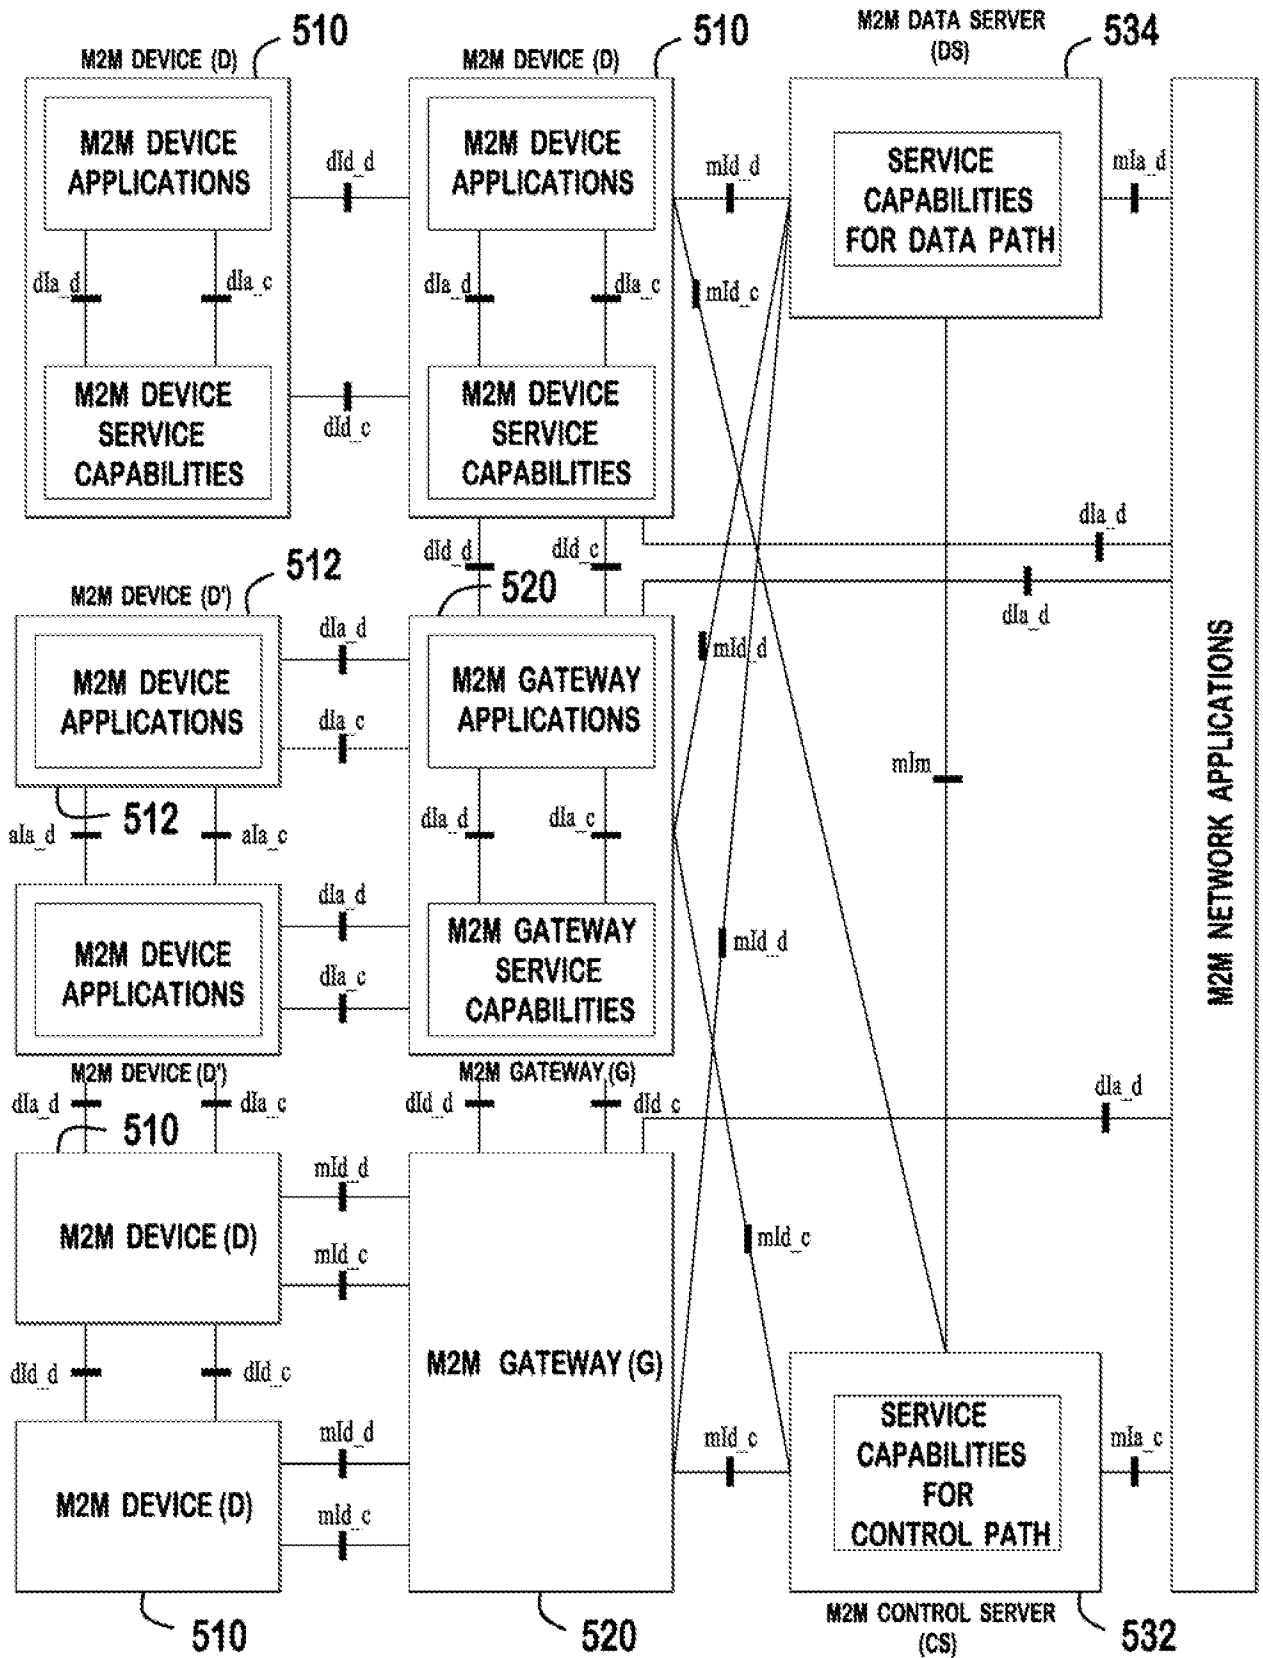 510
510
M2M DATA SERVER
(DS)
534
M2M DEVICE (D)
M2M DEVICE (D)
M2M DEVICE
APPLICATIONS
dId_d
M2M DEVICE
APPLICATIONS
mId_d
SERVICE
CAPABILITIES
FOR DATA PATH
mIa_d
dIa_d
dIa_c
dIa_d
dIa_c
mId_c
M2M DEVICE
SERVICE
CAPABILITIES
dId_c
M2M DEVICE
SERVICE
CAPABILITIES
dIa_d
dId_d
dId_c
512
520
M2M DEVICE (D')
dIa_d
dIa_d
mId_d
M2M DEVICE
APPLICATIONS
M2M GATEWAY
APPLICATIONS
dIa_c
mIm
M2M NETWORK APPLICATIONS
512
aIa_d
aIa_c
dIa_d
dIa_c
dIa_d
M2M DEVICE
APPLICATIONS
dIa_c
M2M GATEWAY
SERVICE
CAPABILITIES
mId_d
M2M DEVICE (D')
M2M GATEWAY (G)
dIa_d
dIa_c
dId_d
dId_c
dIa_d
510
mId_d
M2M DEVICE (D)
mId_c
mId_c
dId_d
dId_c
M2M GATEWAY (G)
mId_d
M2M DEVICE (D)
mId_c
mId_c
SERVICE
CAPABILITIES
FOR
CONTROL PATH
mIa_c
510
520
M2M CONTROL SERVER
(CS)
532